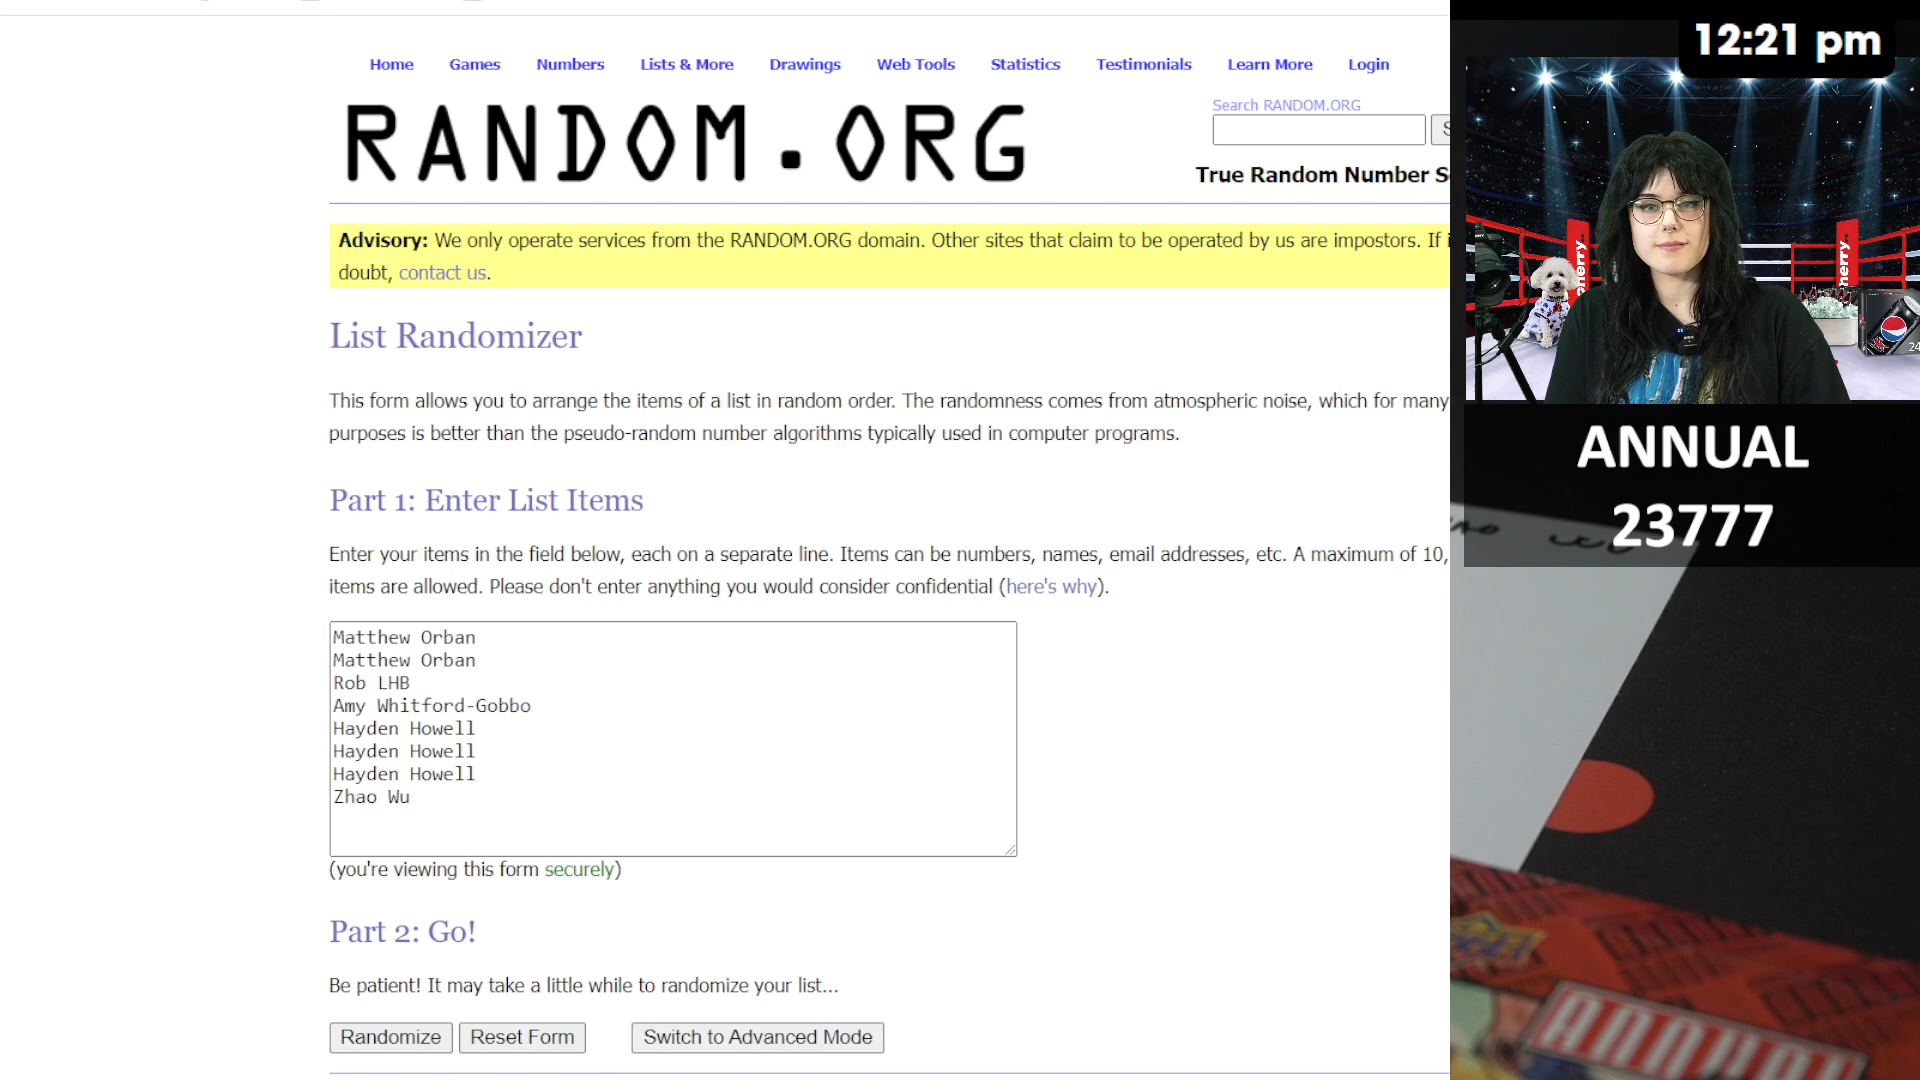 12:21 pm
Home Games Numbers Lists & More Drawings Web Tools Statistics Testimonials Learn More Login
RANDOM.ORG
Search RANDOM.ORG
True Random Number
Advisory: We only operate services from the RANDOM.ORG domain. Other sites that claim to be operated by us are impostors. If
doubt, contact us.
List Randomizer
This form allows you to arrange the items of a list in random order. The randomness comes from atmospheric noise, which for many
purposes is better than the pseudo-random number algorithms typically used in computer programs.
Part 1: Enter List Items
Enter your items in the field below, each on a separate line. Items can be numbers, names, email addresses, etc. A maximum of 10,
items are allowed. Please don't enter anything you would consider confidential (here's why).
Matthew Orban
Matthew Orban
Rob LHB
Amy Whitford-Gobbo
Hayden Howell
Hayden Howell
Hayden Howell
Zhao Wu
(you're viewing this form securely)
Part 2: Go!
Be patient! It may take a little while to randomize your list...
Randomize Reset Form Switch to Advanced Mode
herry
herry
24
ANNUAL
23777
ANNUAL